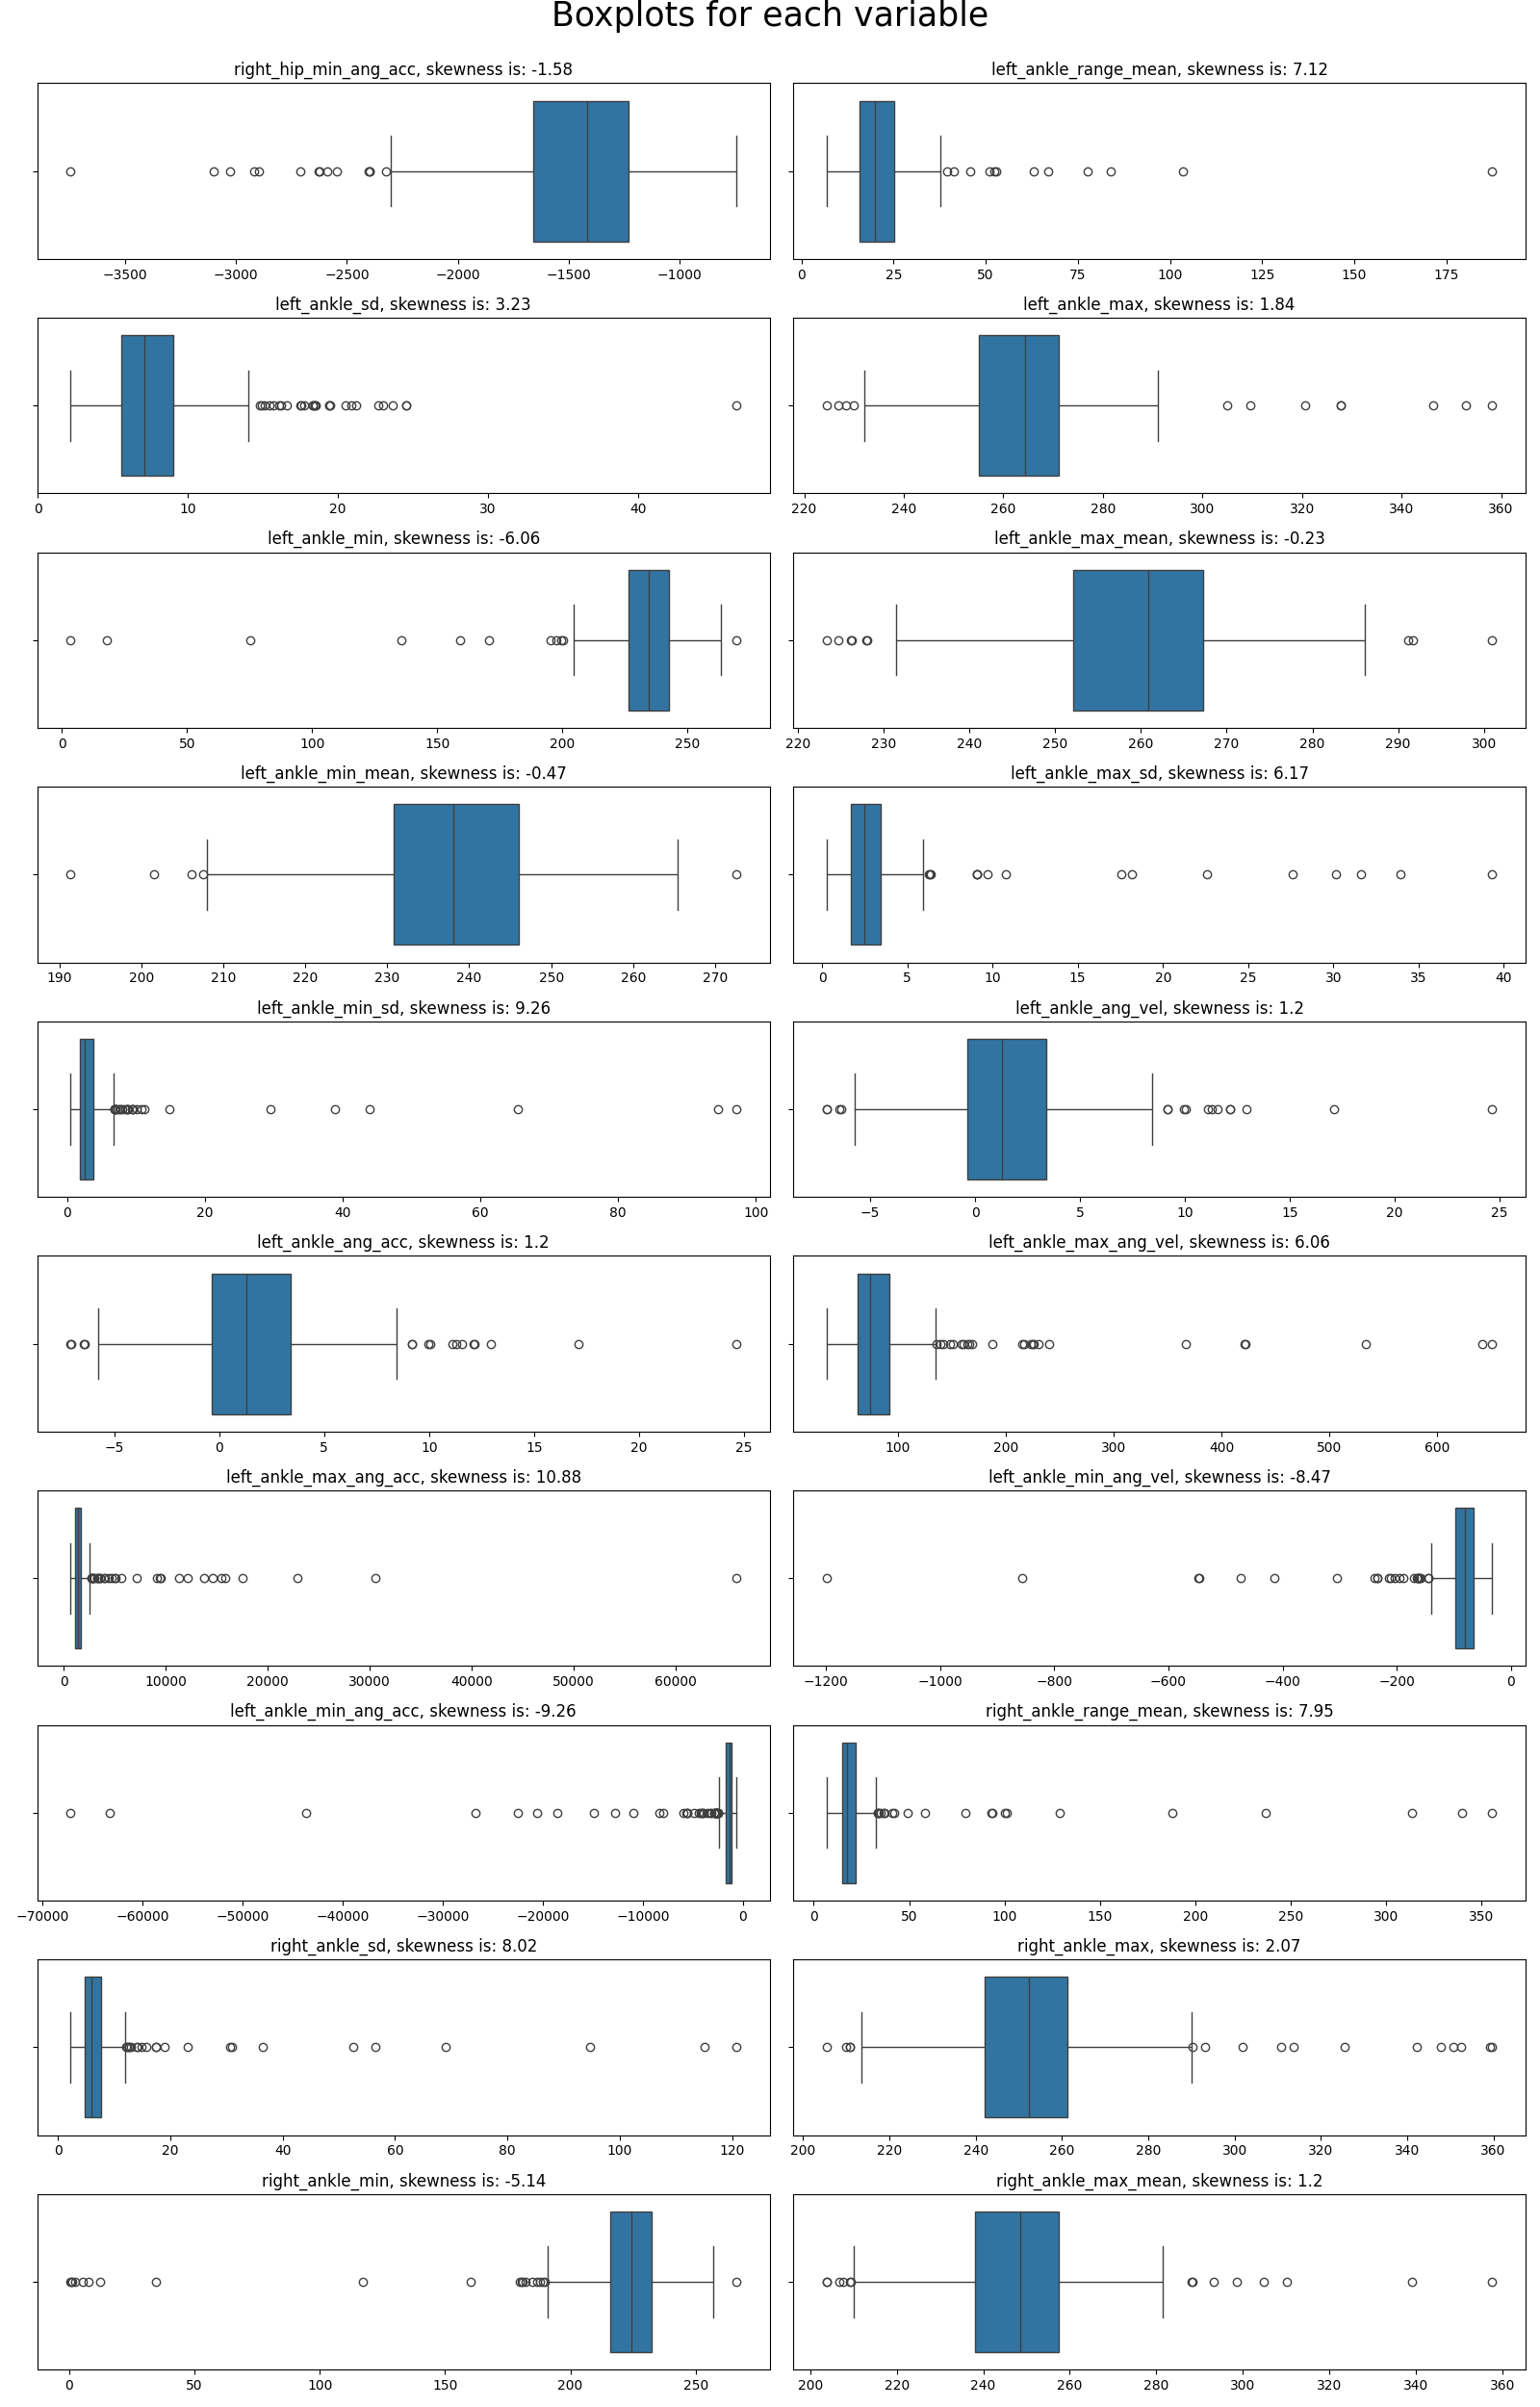 Boxplots for each variable
right_hip_min_ang_acc, skewness is: -1.58
−3500 −3000 −2500 −2000 −1500 −1000
left_ankle_range_mean, skewness is: 7.12
0 25 50 75 100 125 150 175
left_ankle_sd, skewness is: 3.23
0 10 20 30 40
left_ankle_max, skewness is: 1.84
220 240 260 280 300 320 340 360
left_ankle_min, skewness is: -6.06
0 50 100 150 200 250
left_ankle_max_mean, skewness is: -0.23
220 230 240 250 260 270 280 290 300
left_ankle_min_mean, skewness is: -0.47
190 200 210 220 230 240 250 260 270
left_ankle_max_sd, skewness is: 6.17
0 5 10 15 20 25 30 35 40
left_ankle_min_sd, skewness is: 9.26
0 20 40 60 80 100
left_ankle_ang_vel, skewness is: 1.2
−5 0 5 10 15 20 25
left_ankle_ang_acc, skewness is: 1.2
−5 0 5 10 15 20 25
left_ankle_max_ang_vel, skewness is: 6.06
100 200 300 400 500 600
left_ankle_max_ang_acc, skewness is: 10.88
0 10000 20000 30000 40000 50000 60000
left_ankle_min_ang_vel, skewness is: -8.47
−1200 −1000 −800 −600 −400 −200 0
left_ankle_min_ang_acc, skewness is: -9.26
−70000 −60000 −50000 −40000 −30000 −20000 −10000 0
right_ankle_range_mean, skewness is: 7.95
0 50 100 150 200 250 300 350
right_ankle_sd, skewness is: 8.02
0 20 40 60 80 100 120
right_ankle_max, skewness is: 2.07
200 220 240 260 280 300 320 340 360
right_ankle_min, skewness is: -5.14
0 50 100 150 200 250
right_ankle_max_mean, skewness is: 1.2
200 220 240 260 280 300 320 340 360